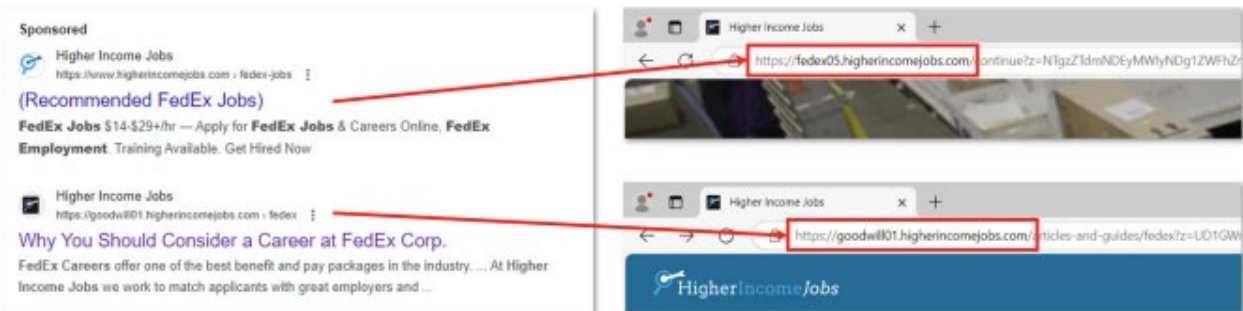 Sponsored
Higher Income Jobs
https://www.higherincomejobs.com › fedex-jobs
(Recommended FedEx Jobs)
FedEx Jobs $14-$29+/hr — Apply for FedEx Jobs & Careers Online, FedEx
Employment. Training Available. Get Hired Now
Higher Income Jobs
https://goodwill01.higherincomejobs.com › fedex
Why You Should Consider a Career at FedEx Corp.
FedEx Careers offer one of the best benefit and pay packages in the industry. ... At Higher
Income Jobs we work to match applicants with great employers and ...
Higher Income Jobs
https://fedex05.higherincomejobs.com/
Higher Income Jobs
https://goodwill01.higherincomejobs.com/articles-and-guides/fedex?z=UD1GW
HigherIncomeJobs